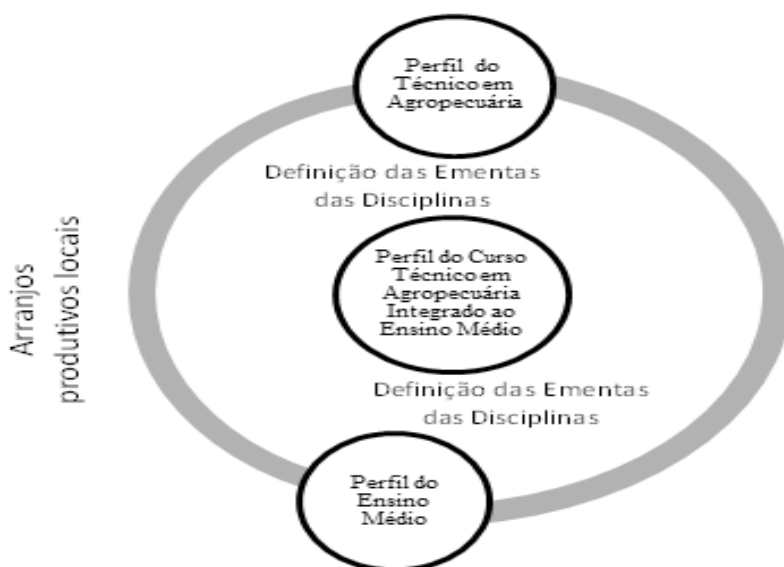 Perfil do
Técnico em
Agropecuária
Definição das Ementas
das Disciplinas
Arranjos
produtivos locais
Perfil do Curso
Técnico em
Agropecuária
Integrado ao
Ensino Médio
Definição das Ementas
das Disciplinas
Perfil do
Ensino
Médio